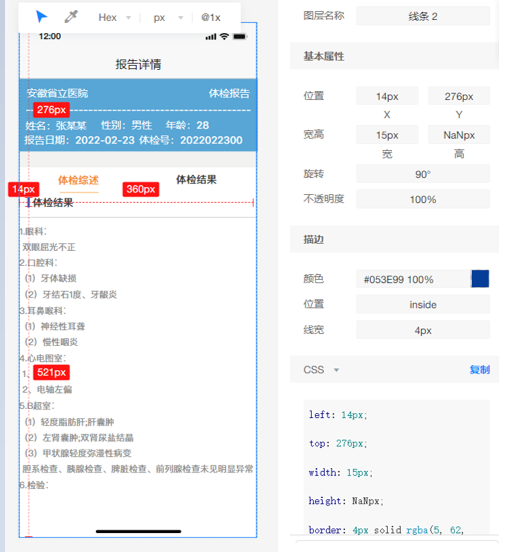 Hex px @1x
12:00
报告详情
安徽省立医院 体检报告
276px
姓名：张某某 性别：男性 年龄：28
报告日期：2022-02-23 体检号：2022022300
体检综述 体检结果
14px 360px
体检结果
1.眼科：
双眼屈光不正
2.口腔科：
（1）牙体缺损
（2）牙结石1度、牙龈炎
3.耳鼻喉科：
（1）神经性耳聋
（2）慢性咽炎
4.心电图室：
1、
521px
2、电轴左偏
5.B超室：
（1）轻度脂肪肝;肝囊肿
（2）左肾囊肿;双肾尿盐结晶
（3）甲状腺轻度弥漫性病变
胆系检查、胰腺检查、脾脏检查、前列腺检查未见明显异常
6.检验：
图层名称 线条 2
基本属性
位置 14px 276px
X Y
宽高 15px NaNpx
宽 高
旋转 90°
不透明度 100%
描边
颜色 #053E99 100%
位置 inside
线宽 4px
CSS 复制
left: 14px;
top: 276px;
width: 15px;
height: NaNpx;
border: 4px solid rgba(5, 62,